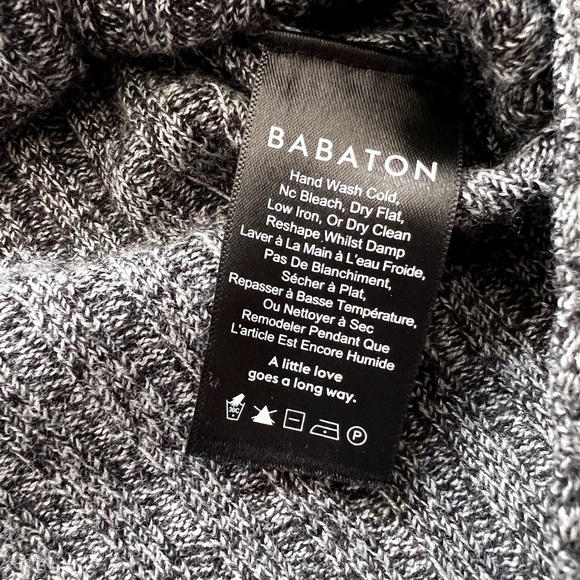 BABATON
Hand Wash Cold,
Nc Bleach, Dry Flat,
Low Iron, Or Dry Clean
Reshape Whilst Damp
Laver à La Main à L'eau Froide,
Pas De Blanchiment,
Sécher à Plat,
Repasser à Basse Température,
Ou Nettoyer à Sec
Remodeler Pendant Que
L'article Est Encore Humide
A little love
goes a long way.
30C P